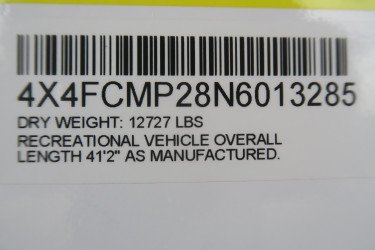 4X4FCMP28N6013285
DRY WEIGHT: 12727 LBS
RECREATIONAL VEHICLE OVERALL
LENGTH 41'2" AS MANUFACTURED.